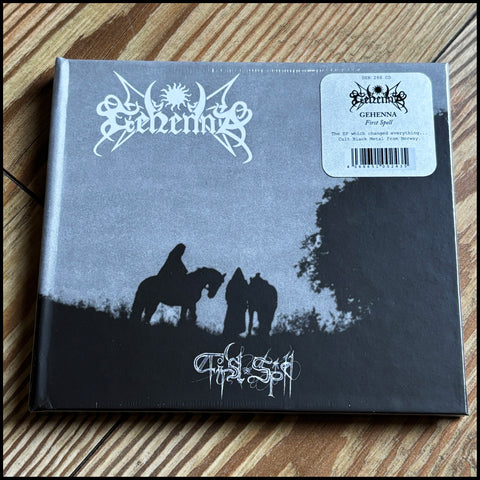 Gehenna
DSR 288 CD
Gehenna
GEHENNA
First Spell
The EP which changed everything...
Cult Black Metal from Norway.
First Spell